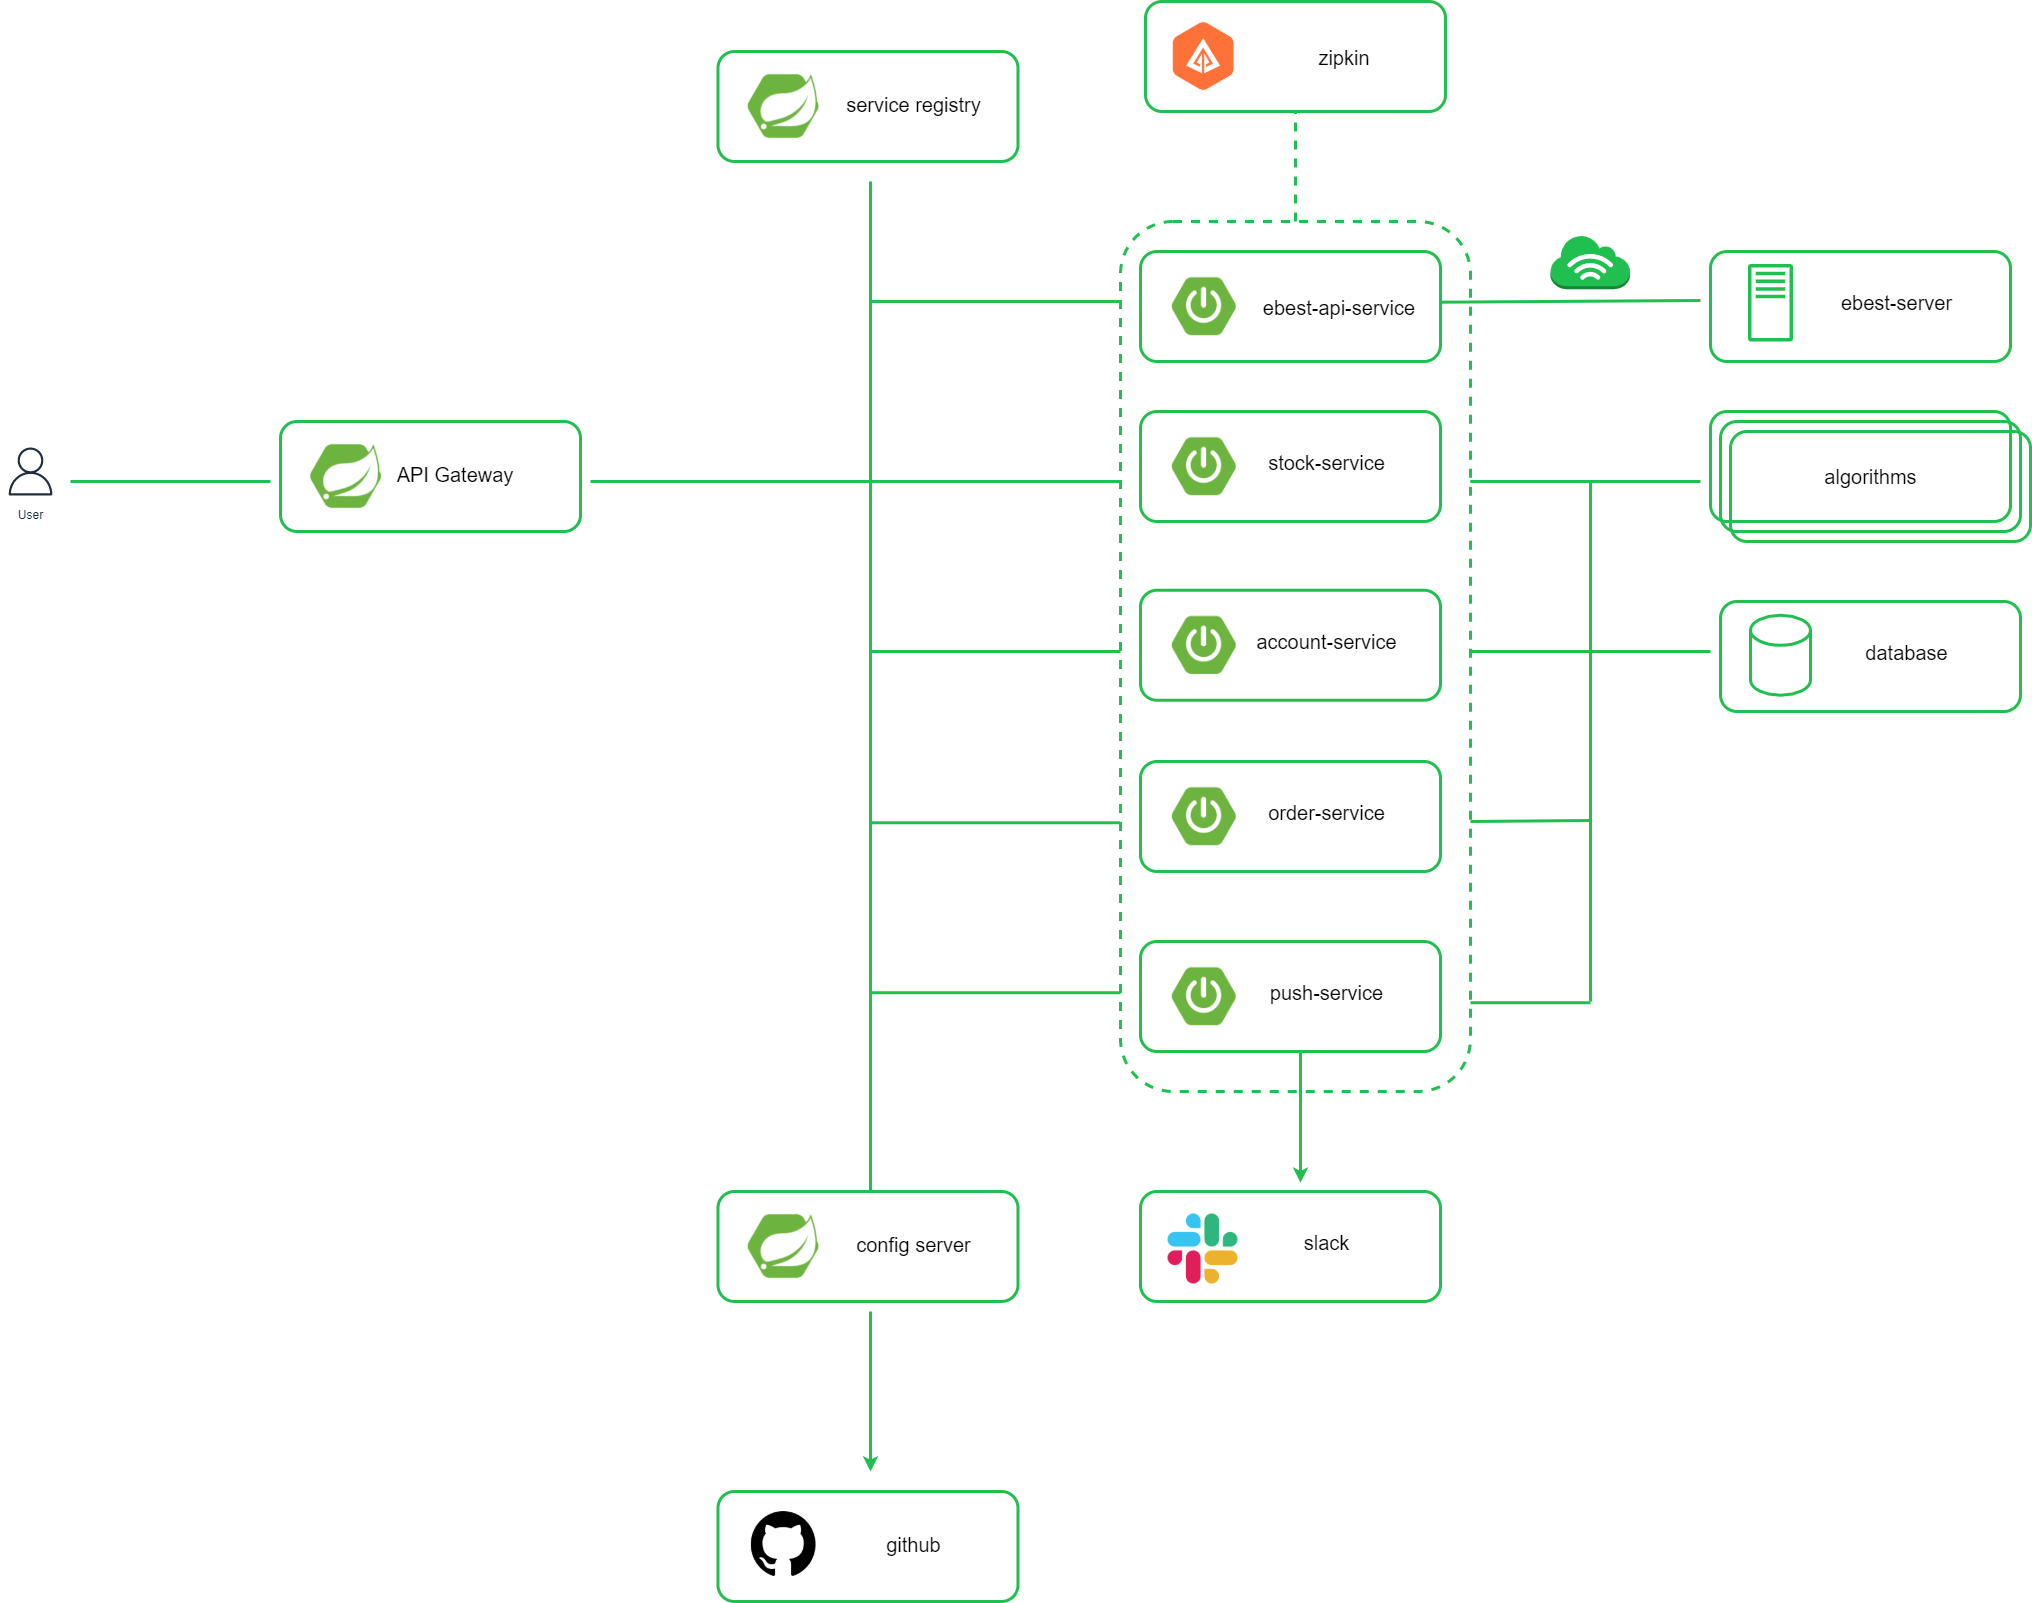 zipkin
service registry
ebest-api-service
ebest-server
User
API Gateway
stock-service
algorithms
account-service
database
order-service
push-service
config server
slack
github